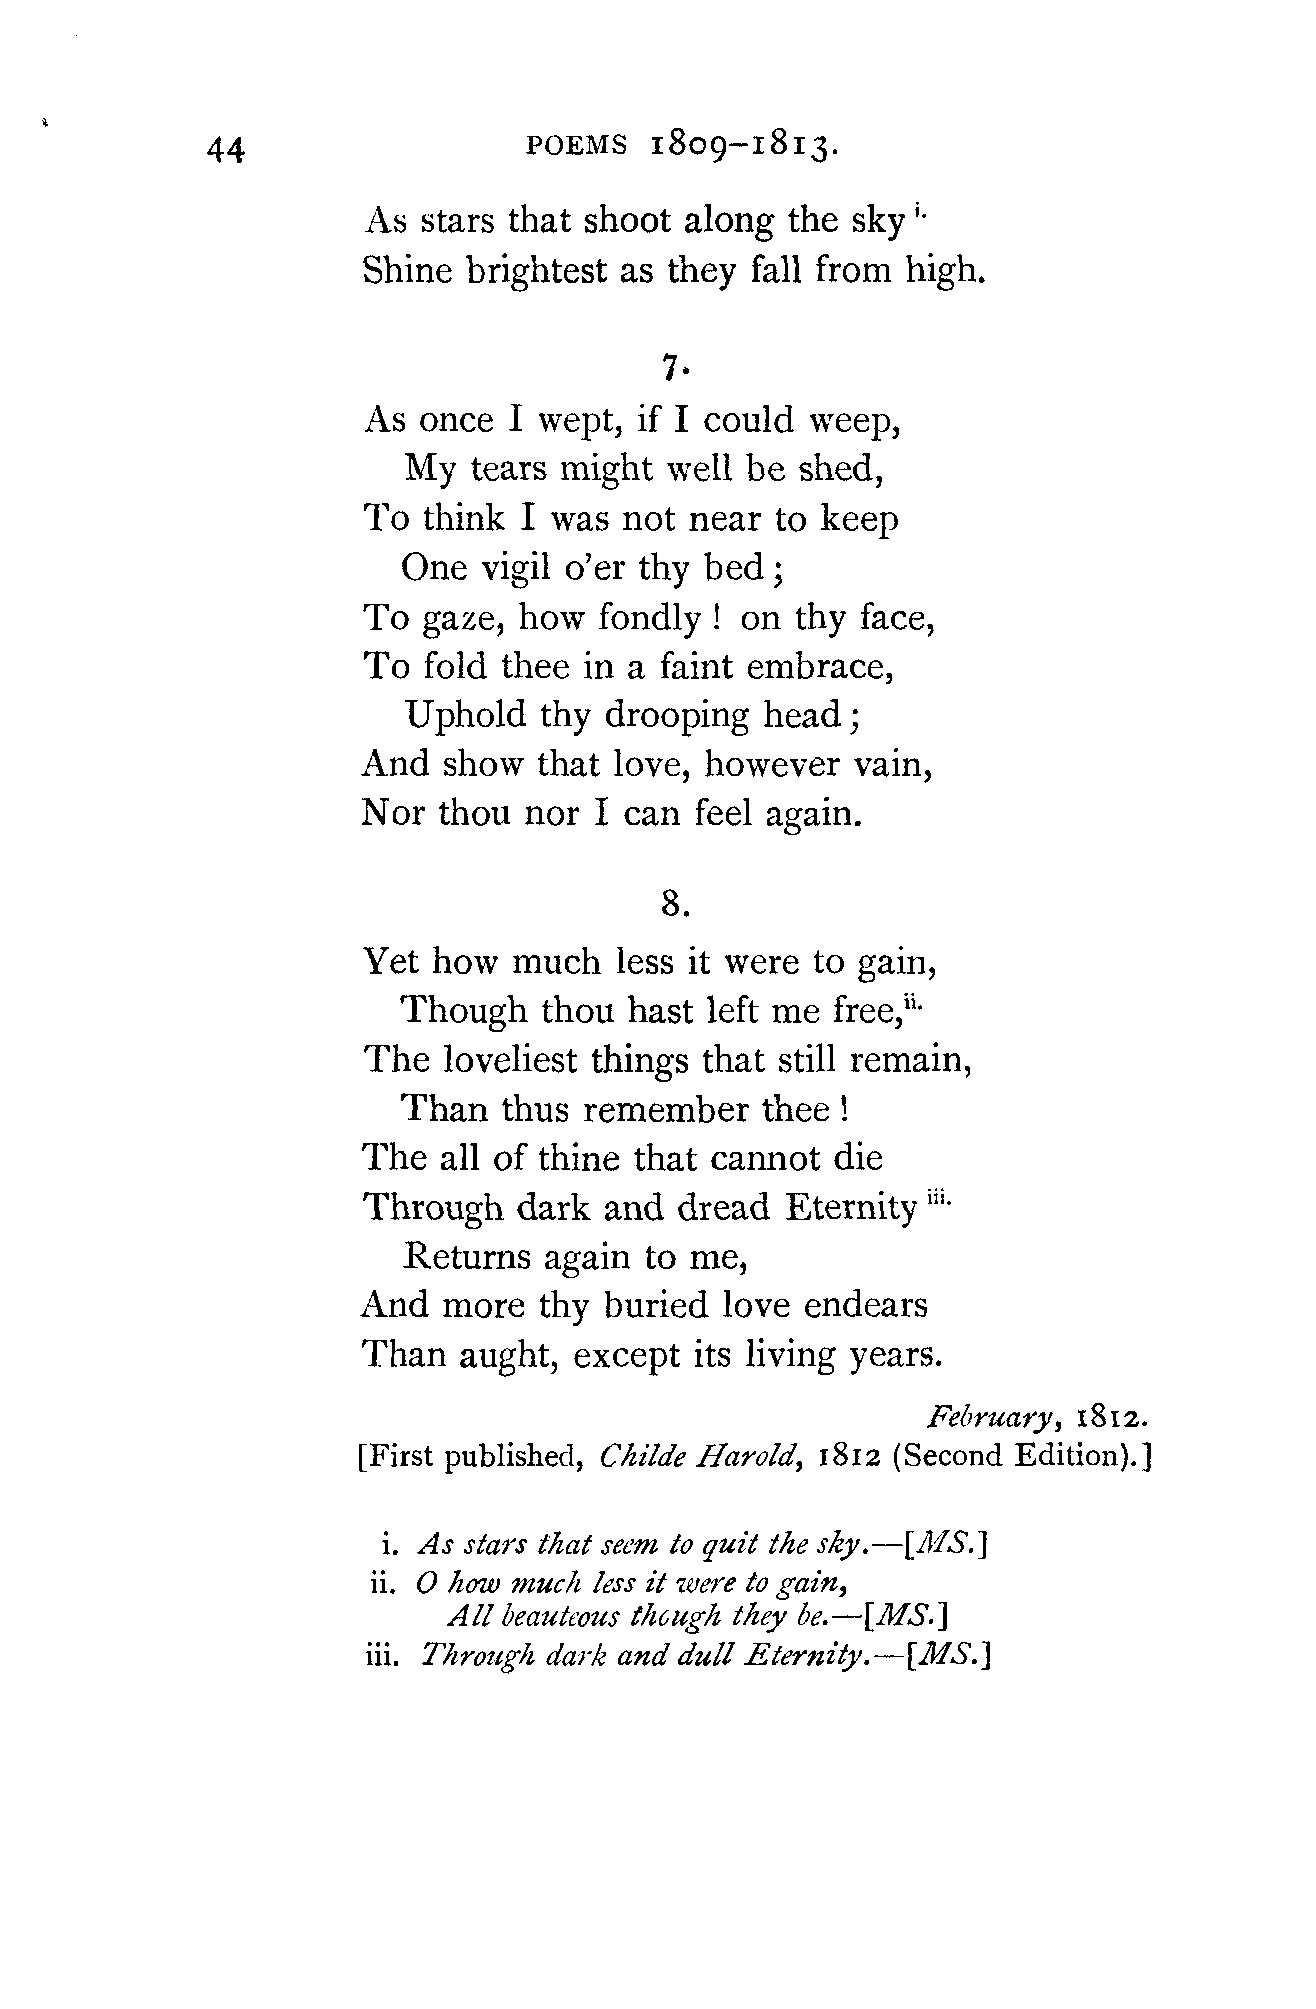 44 POEMS 1809–1813.
As stars that shoot along the sky i.
Shine brightest as they fall from high.
7.
As once I wept, if I could weep,
My tears might well be shed,
To think I was not near to keep
One vigil o'er thy bed ;
To gaze, how fondly ! on thy face,
To fold thee in a faint embrace,
Uphold thy drooping head ;
And show that love, however vain,
Nor thou nor I can feel again.
8.
Yet how much less it were to gain,
Though thou hast left me free,ii.
The loveliest things that still remain,
Than thus remember thee !
The all of thine that cannot die
Through dark and dread Eternity iii.
Returns again to me,
And more thy buried love endears
Than aught, except its living years.
February, 1812.
[First published, Childe Harold, 1812 (Second Edition).]
i. As stars that seem to quit the sky.—[MS.]
ii. O how much less it were to gain,
All beauteous though they be.—[MS.]
iii. Through dark and dull Eternity.—[MS.]